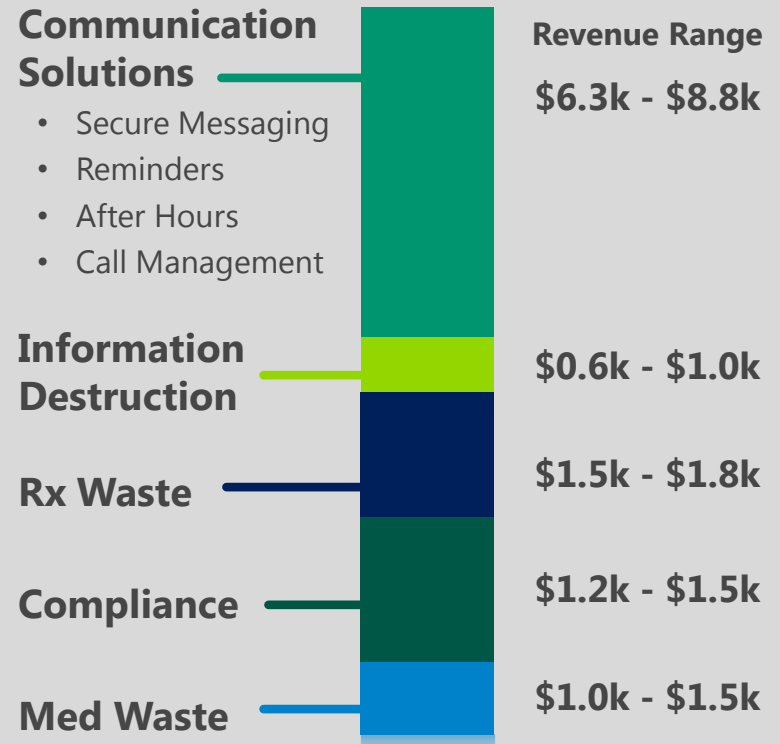 Communication
Solutions
• Secure Messaging
• Reminders
• After Hours
• Call Management
Revenue Range
$6.3k - $8.8k
Information
Destruction
$0.6k - $1.0k
Rx Waste
$1.5k - $1.8k
Compliance
$1.2k - $1.5k
Med Waste
$1.0k - $1.5k